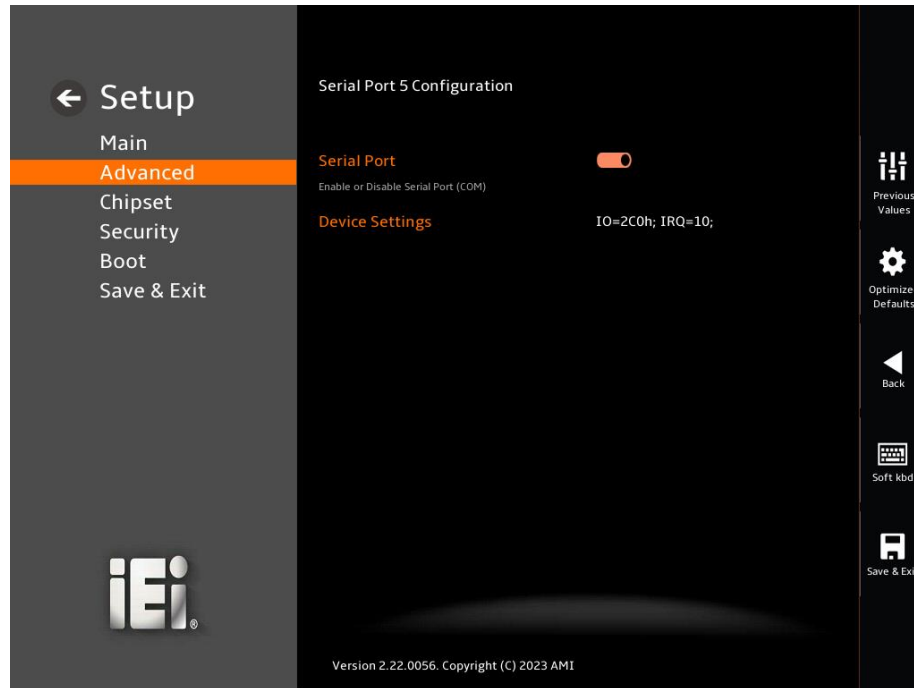 Setup
Main
Advanced
Chipset
Security
Boot
Save & Exit
iEi®
Serial Port 5 Configuration
Serial Port
Enable or Disable Serial Port (COM)
Device Settings IO=2C0h; IRQ=10;
Version 2.22.0056. Copyright (C) 2023 AMI
Previous
Values
Optimize
Defaults
Back
Soft kbd
Save & Exi